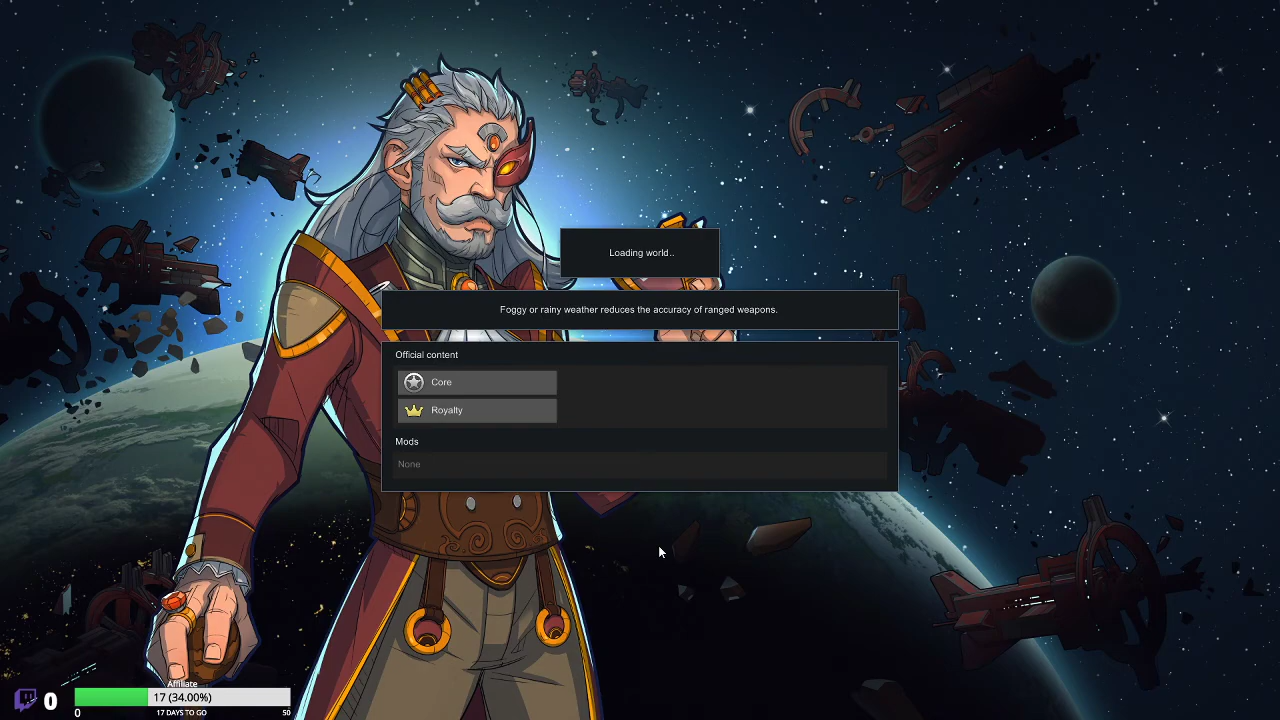 Loading world..
Foggy or rainy weather reduces the accuracy of ranged weapons.
Official content
Core
Royalty
Mods
None
Affiliate
0
17 (34.00%)
0
17 DAYS TO GO
50